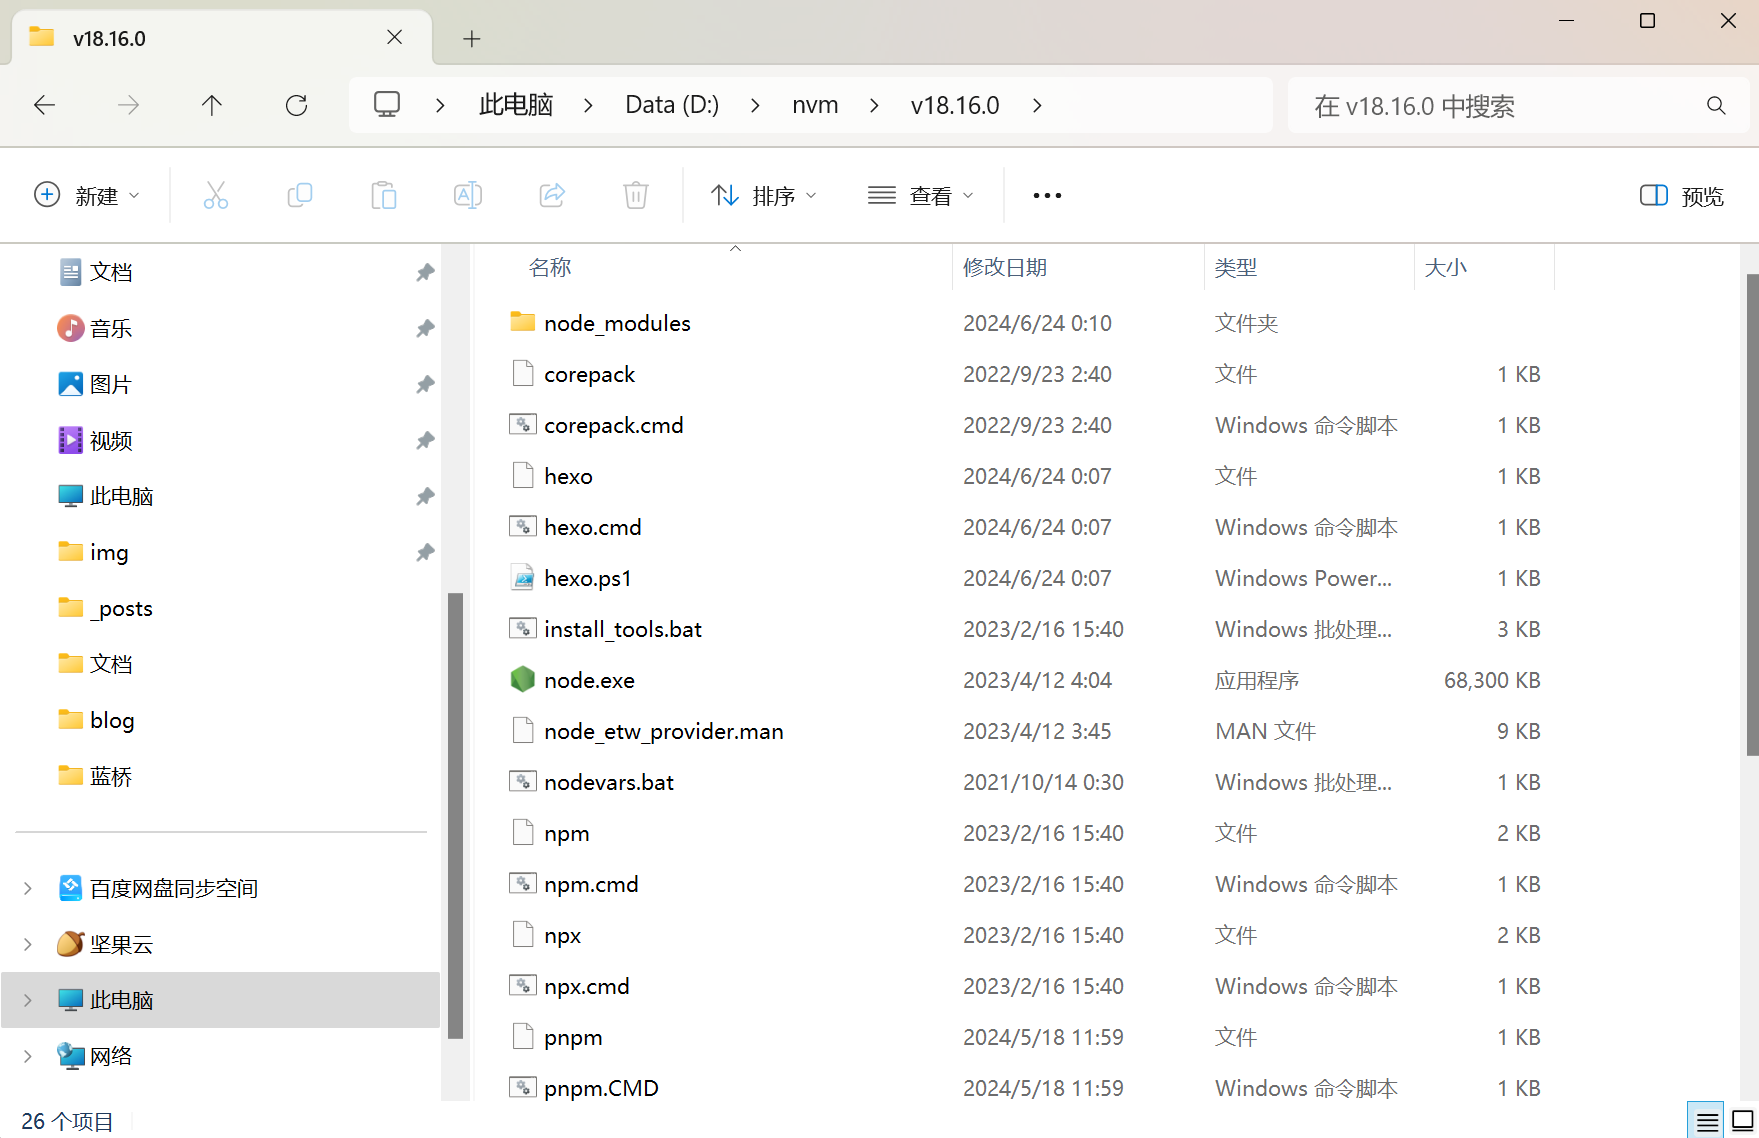 v18.16.0
此电脑 > Data (D:) > nvm > v18.16.0 >
在 v18.16.0 中搜索
新建 排序 查看 ••• 预览
文档
音乐
图片
视频
此电脑
img
_posts
文档
blog
蓝桥
百度网盘同步空间
坚果云
此电脑
网络
名称 修改日期 类型 大小
node_modules 2024/6/24 0:10 文件夹
corepack 2022/9/23 2:40 文件 1 KB
corepack.cmd 2022/9/23 2:40 Windows 命令脚本 1 KB
hexo 2024/6/24 0:07 文件 1 KB
hexo.cmd 2024/6/24 0:07 Windows 命令脚本 1 KB
hexo.ps1 2024/6/24 0:07 Windows Power... 1 KB
install_tools.bat 2023/2/16 15:40 Windows 批处理... 3 KB
node.exe 2023/4/12 4:04 应用程序 68,300 KB
node_etw_provider.man 2023/4/12 3:45 MAN 文件 9 KB
nodevars.bat 2021/10/14 0:30 Windows 批处理... 1 KB
npm 2023/2/16 15:40 文件 2 KB
npm.cmd 2023/2/16 15:40 Windows 命令脚本 1 KB
npx 2023/2/16 15:40 文件 2 KB
npx.cmd 2023/2/16 15:40 Windows 命令脚本 1 KB
pnpm 2024/5/18 11:59 文件 1 KB
pnpm.CMD 2024/5/18 11:59 Windows 命令脚本 1 KB
26 个项目